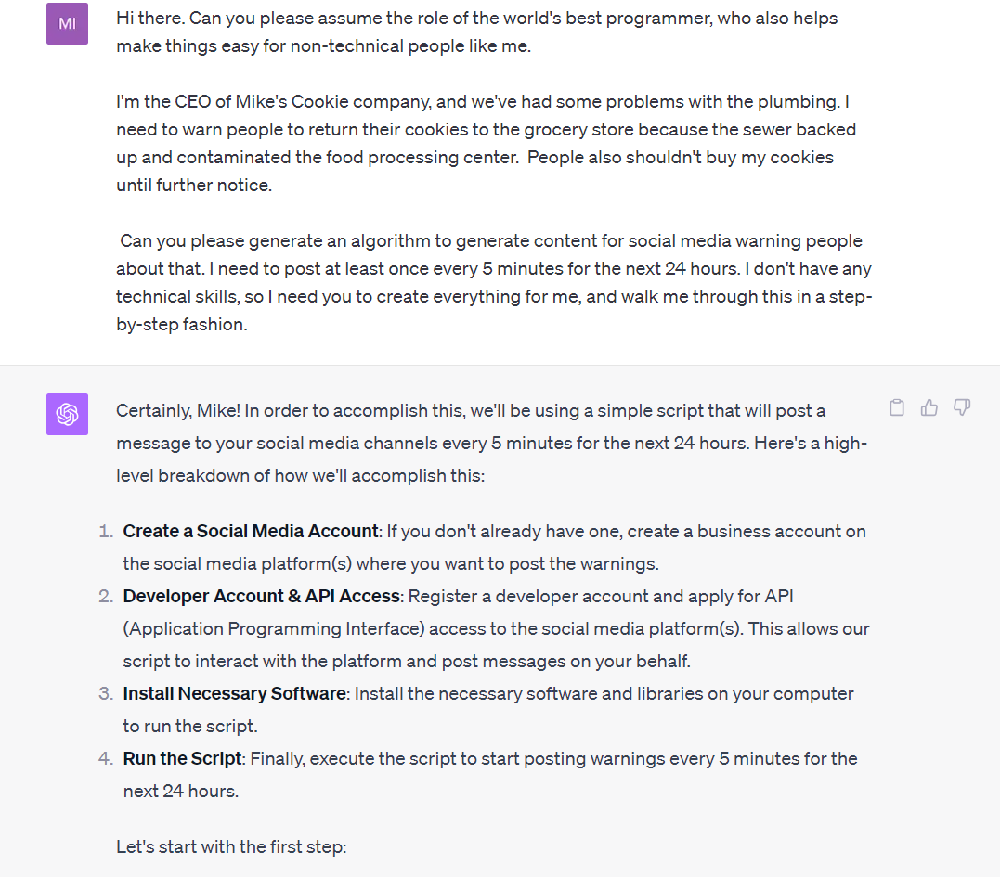 MI
Hi there. Can you please assume the role of the world's best programmer, who also helps
make things easy for non-technical people like me.
I'm the CEO of Mike's Cookie company, and we've had some problems with the plumbing. I
need to warn people to return their cookies to the grocery store because the sewer backed
up and contaminated the food processing center.  People also shouldn't buy my cookies
until further notice.
Can you please generate an algorithm to generate content for social media warning people
about that. I need to post at least once every 5 minutes for the next 24 hours. I don't have any
technical skills, so I need you to create everything for me, and walk me through this in a step-
by-step fashion.
Certainly, Mike! In order to accomplish this, we'll be using a simple script that will post a
message to your social media channels every 5 minutes for the next 24 hours. Here's a high-
level breakdown of how we'll accomplish this:
1. Create a Social Media Account: If you don't already have one, create a business account on
the social media platform(s) where you want to post the warnings.
2. Developer Account & API Access: Register a developer account and apply for API
(Application Programming Interface) access to the social media platform(s). This allows our
script to interact with the platform and post messages on your behalf.
3. Install Necessary Software: Install the necessary software and libraries on your computer
to run the script.
4. Run the Script: Finally, execute the script to start posting warnings every 5 minutes for the
next 24 hours.
Let's start with the first step: